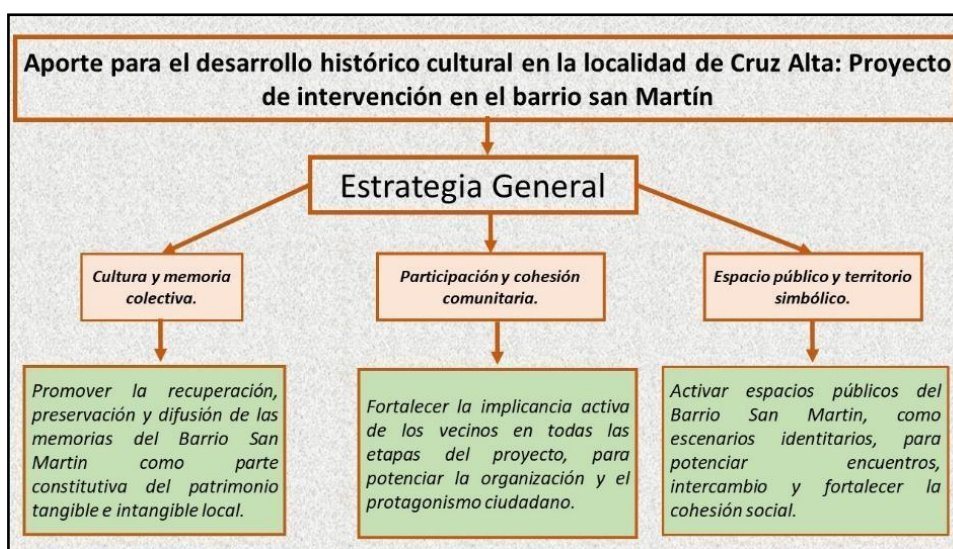 Aporte para el desarrollo histórico cultural en la localidad de Cruz Alta: Proyecto
de intervención en el barrio san Martín
Estrategia General
Cultura y memoria
colectiva.
Participación y cohesión
comunitaria.
Espacio público y territorio
simbólico.
Promover la recuperación,
preservación y difusión de las
memorias del Barrio San
Martin como parte
constitutiva del patrimonio
tangible e intangible local.
Fortalecer la implicancia activa
de los vecinos en todas las
etapas del proyecto, para
potenciar la organización y el
protagonismo ciudadano.
Activar espacios públicos del
Barrio San Martin, como
escenarios identitarios, para
potenciar encuentros,
intercambio y fortalecer la
cohesión social.